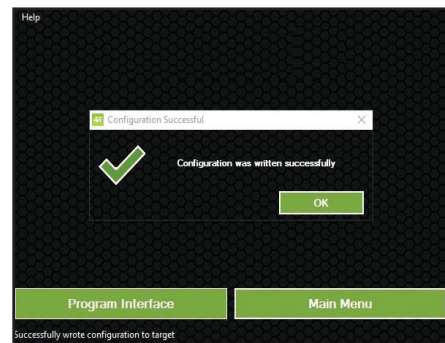 Help
Configuration Successful
Configuration was written successfully
OK
Program Interface
Main Menu
Successfully wrote configuration to target